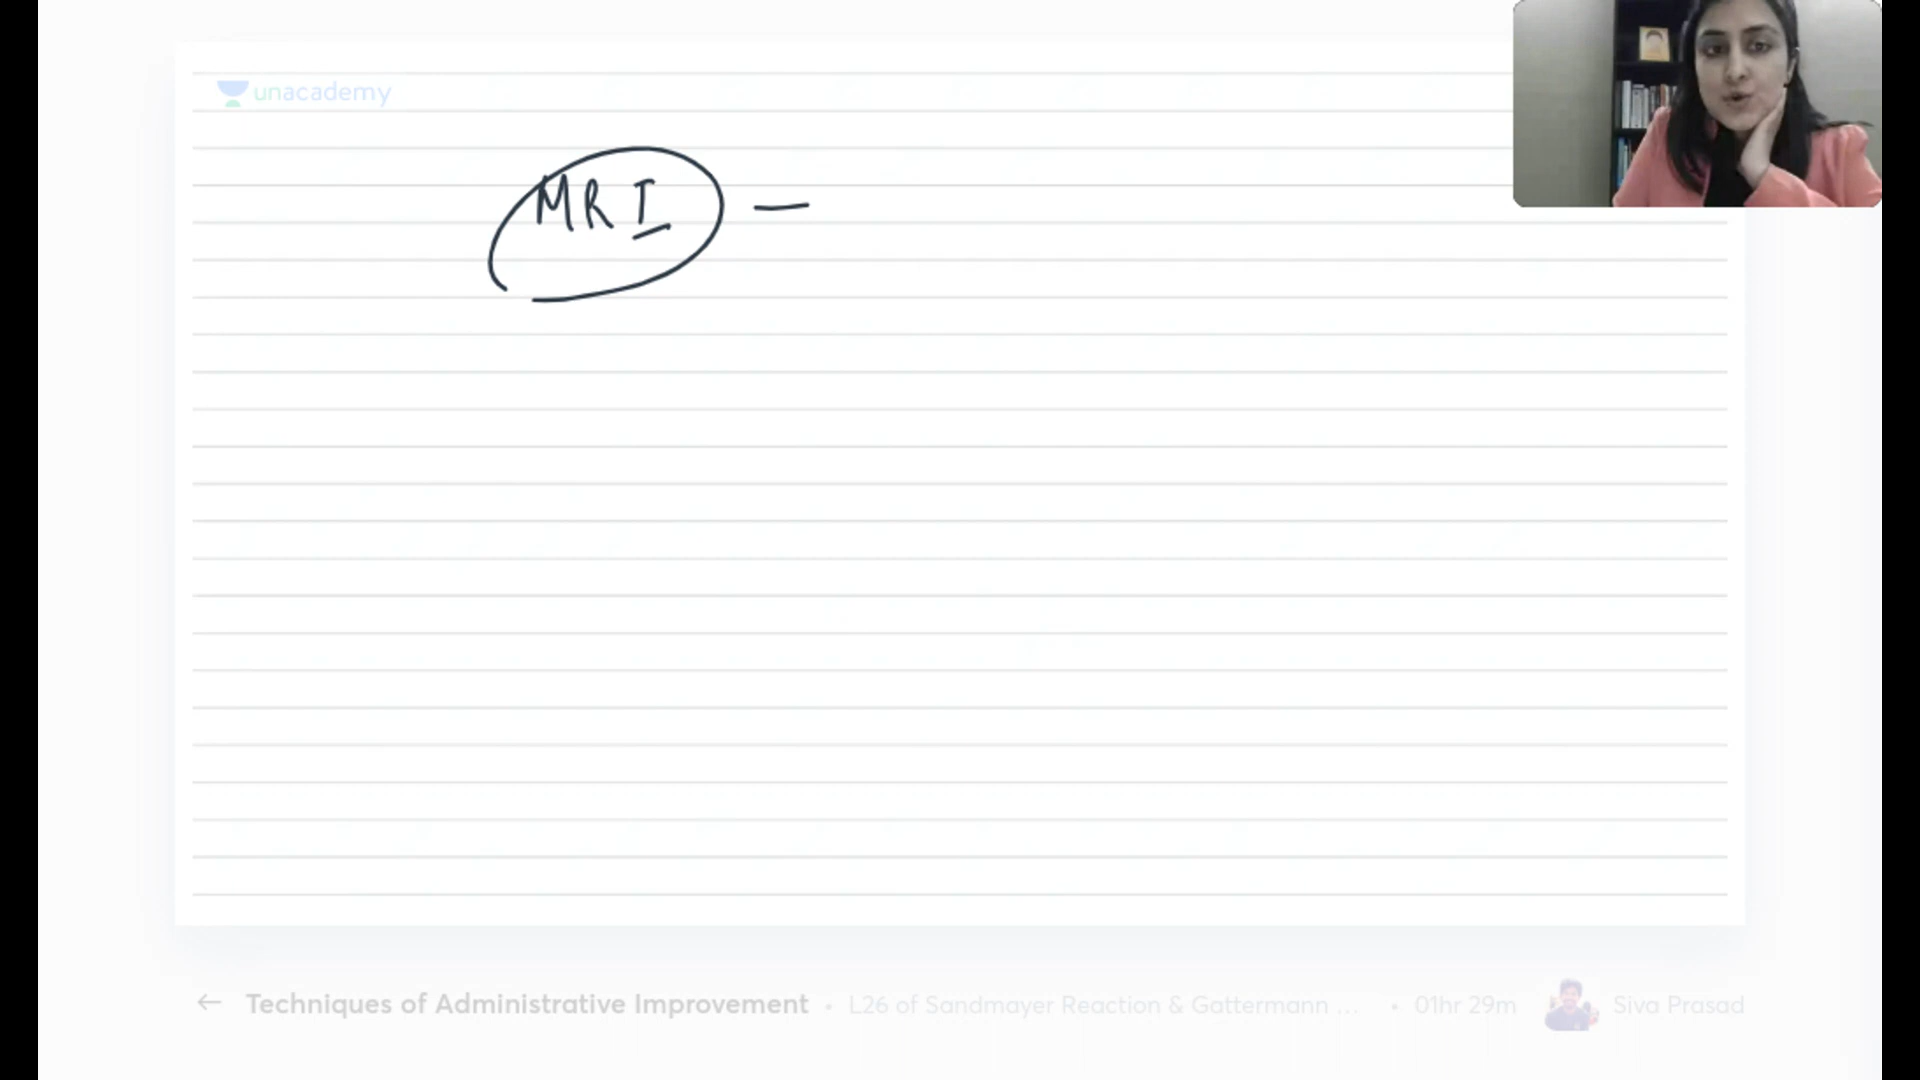 unacademy
MRI —
← Techniques of Administrative Improvement • L26 of Sandmayer Reaction & Gattermann ... • 01hr 29m Siva Prasad